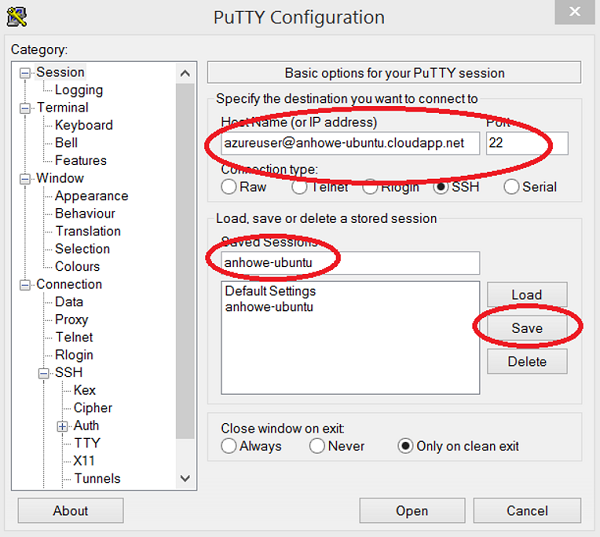 PuTTY Configuration
Category:
Session
Logging
Terminal
Keyboard
Bell
Features
Window
Appearance
Behaviour
Translation
Selection
Colours
Connection
Data
Proxy
Telnet
Rlogin
SSH
Kex
Cipher
Auth
TTY
X11
Tunnels
Basic options for your PuTTY session
Specify the destination you want to connect to
Host Name (or IP address) Port
azureuser@anhowe-ubuntu.cloudapp.net 22
Connection type:
Raw Telnet Rlogin SSH Serial
Load, save or delete a stored session
Saved Sessions
anhowe-ubuntu
Default Settings
anhowe-ubuntu
Load
Save
Delete
Close window on exit:
Always Never Only on clean exit
About Open Cancel